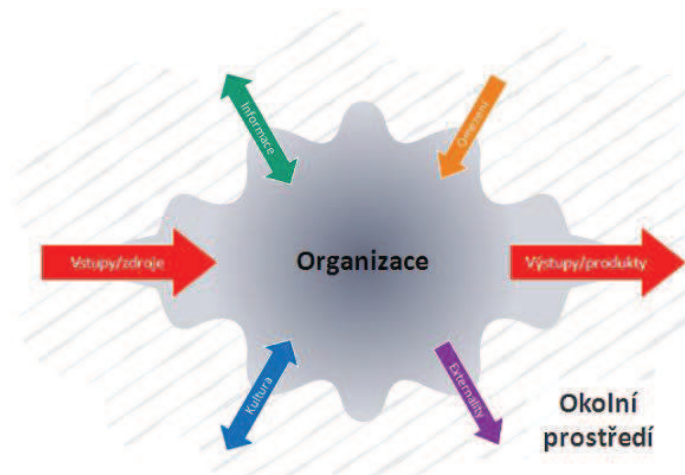 Informace
Omezení
Vstupy/zdroje
Organizace
Výstupy/produkty
Kultura
Externality
Okolní
prostředí